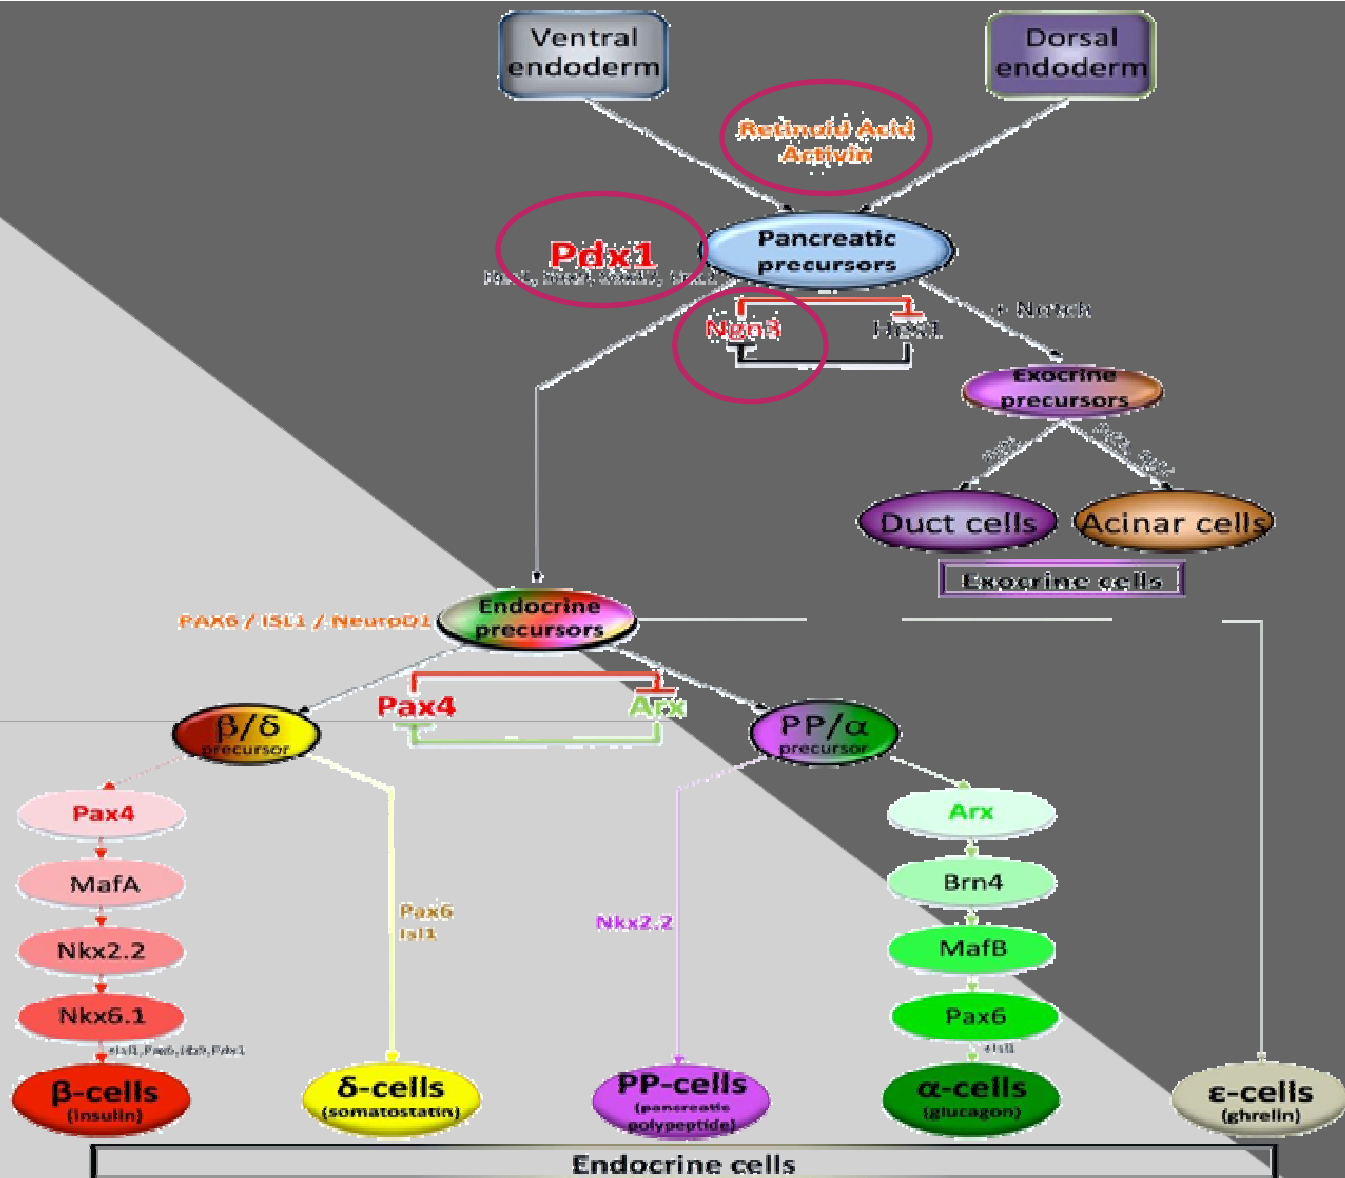 Ventral
endoderm
Dorsal
endoderm
Retinoid Acid
Activin
Pdx1
Pancreatic
precursors
+ Notch
Ngn3
Exocrine
precursors
Duct cells
Acinar cells
Exocrine cells
Endocrine
precursors
PAX6 / ISL1 / NeuroD1
Pax4
Arx
β/δ
precursor
PP/α
precursor
Pax4
Arx
MafA
Brn4
Pax6
Isl1
Nkx2.2
Nkx2.2
MafB
Nkx6.1
Pax6
β-cells
(insulin)
δ-cells
(somatostatin)
PP-cells
(pancreatic
polypeptide)
α-cells
(glucagon)
ε-cells
(ghrelin)
Endocrine cells